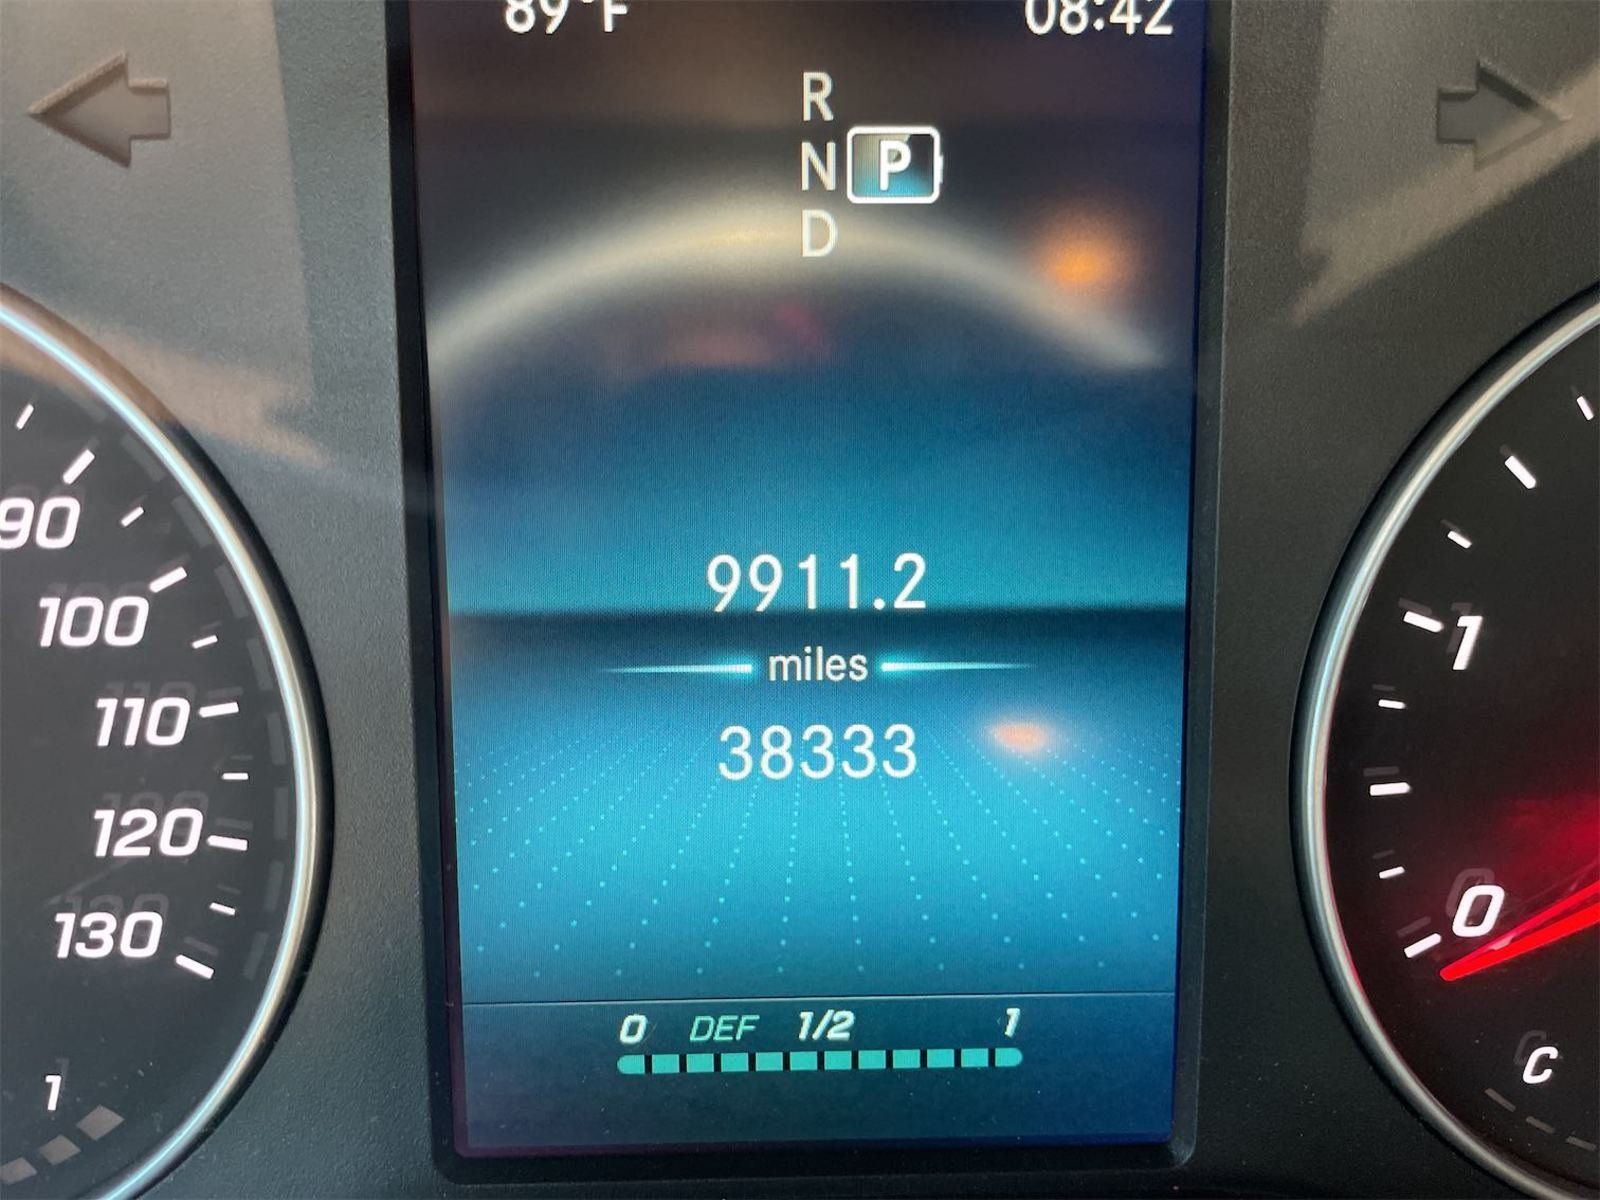 89°F 08:42
R
N P
D
9911.2
miles
38333
0 DEF 1/2 1
90
100
110
120
130
1
1
0
C